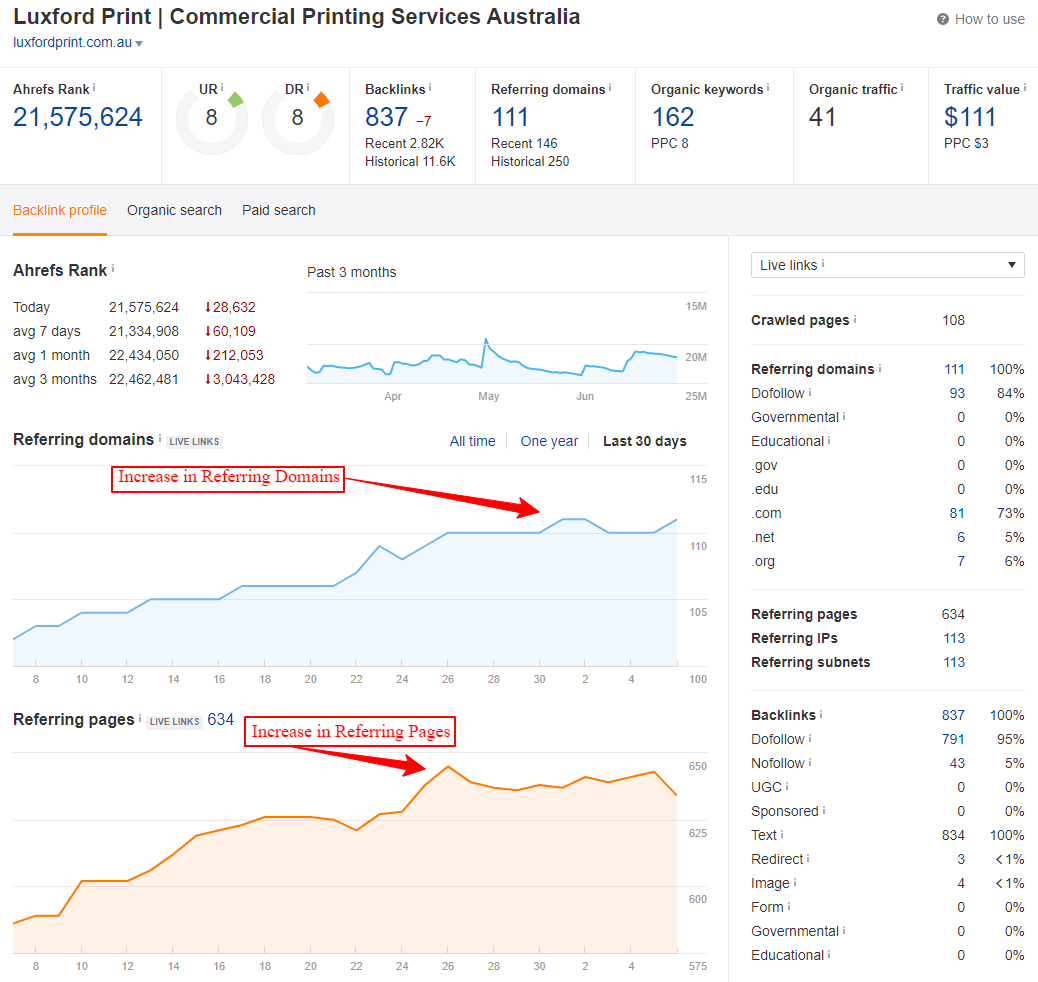 Luxford Print | Commercial Printing Services Australia
How to use
luxfordprint.com.au
Ahrefs Rank i
21,575,624
UR i
8
DR i
8
Backlinks i
837 −7
Recent 2.82K
Historical 11.6K
Referring domains i
111
Recent 146
Historical 250
Organic keywords i
162
PPC 8
Organic traffic i
41
Traffic value i
$111
PPC $3
Backlink profile Organic search Paid search
Ahrefs Rank i
Today 21,575,624 ↓28,632
avg 7 days 21,334,908 ↓60,109
avg 1 month 22,434,050 ↓212,053
avg 3 months 22,462,481 ↓3,043,428
Past 3 months
15M
20M
25M
Apr May Jun
Referring domains i LIVE LINKS
All time One year Last 30 days
Increase in Referring Domains
115
110
105
100
8 10 12 14 16 18 20 22 24 26 28 30 2 4
Referring pages i LIVE LINKS 634
Increase in Referring Pages
650
625
600
575
8 10 12 14 16 18 20 22 24 26 28 30 2 4
Live links i
Crawled pages i 108
Referring domains i 111 100%
Dofollow i 93 84%
Governmental i 0 0%
Educational i 0 0%
.gov 0 0%
.edu 0 0%
.com 81 73%
.net 6 5%
.org 7 6%
Referring pages 634
Referring IPs 113
Referring subnets 113
Backlinks i 837 100%
Dofollow i 791 95%
Nofollow i 43 5%
UGC i 0 0%
Sponsored i 0 0%
Text i 834 100%
Redirect i 3 <1%
Image i 4 <1%
Form i 0 0%
Governmental i 0 0%
Educational i 0 0%